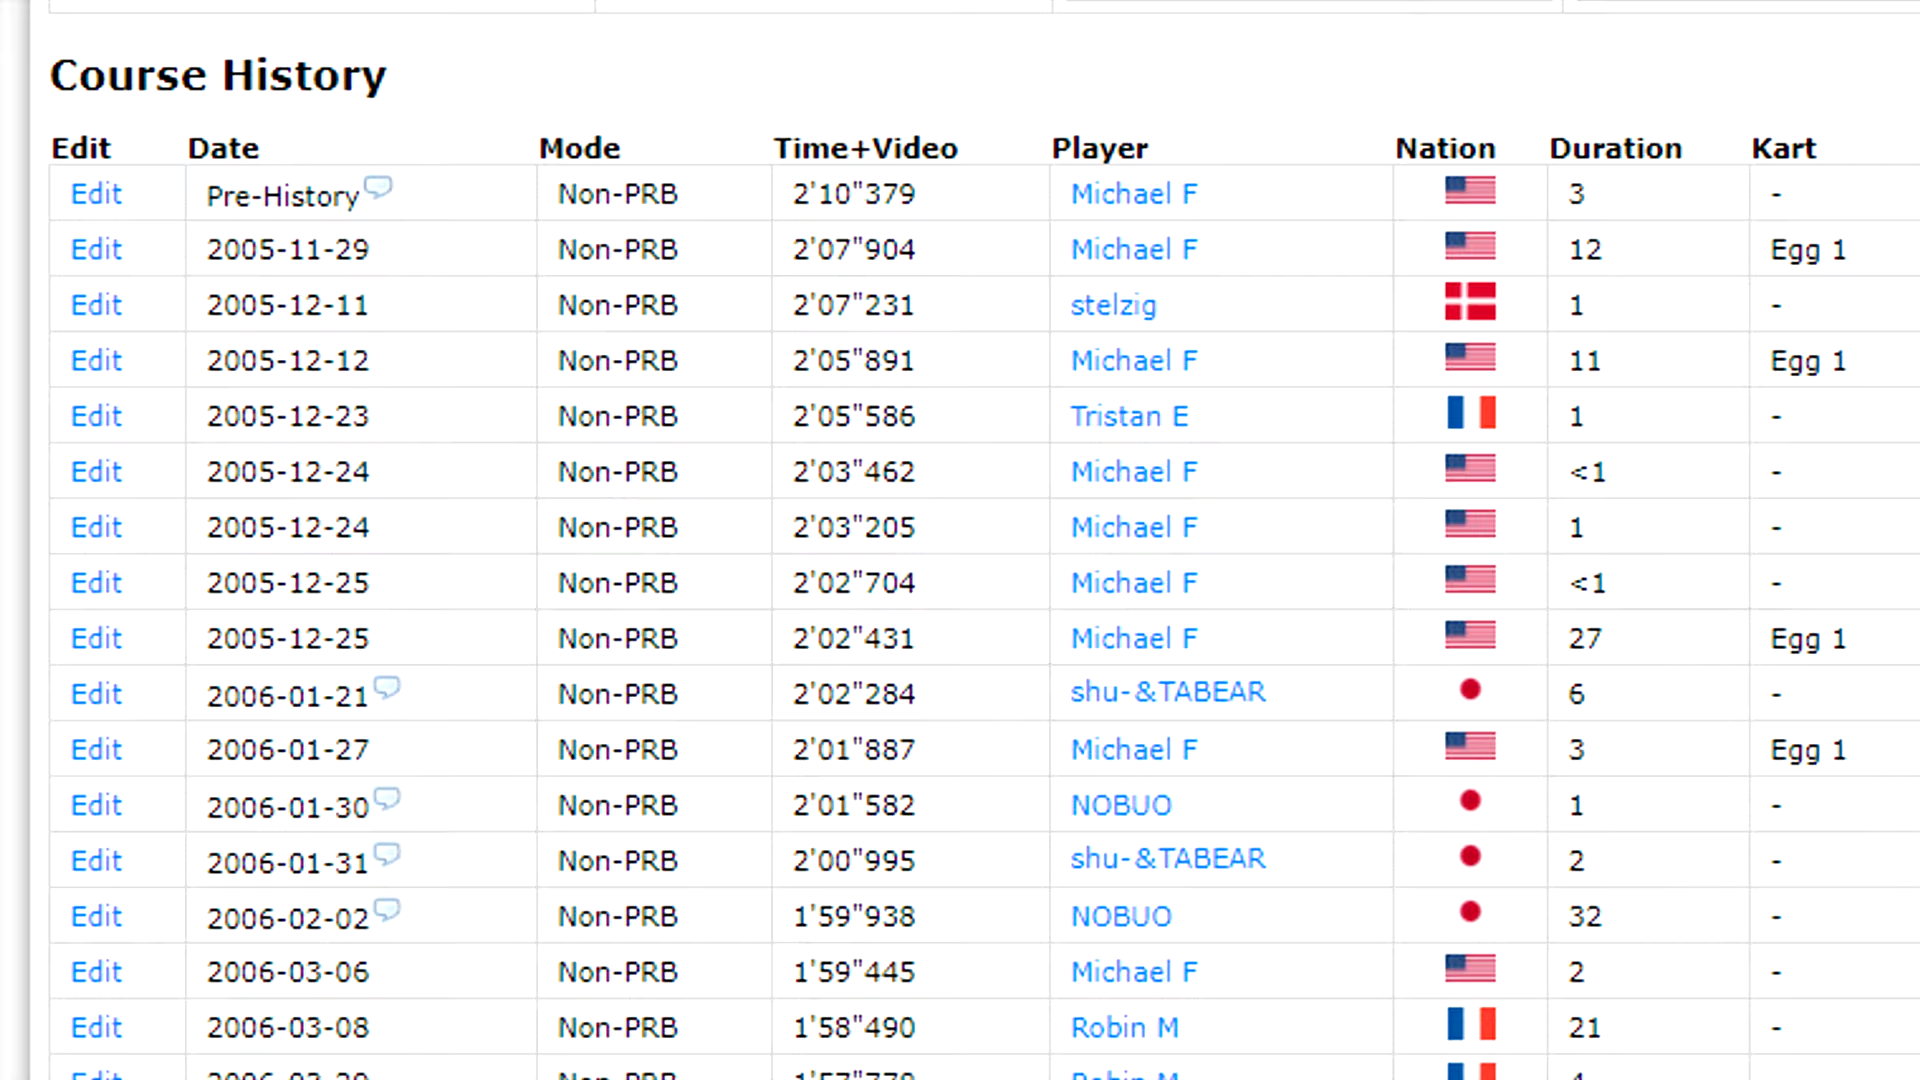 Course History
Edit Date Mode Time+Video Player Nation Duration Kart
Edit Pre-History Non-PRB 2'10"379 Michael F 3 -
Edit 2005-11-29 Non-PRB 2'07"904 Michael F 12 Egg 1
Edit 2005-12-11 Non-PRB 2'07"231 stelzig 1 -
Edit 2005-12-12 Non-PRB 2'05"891 Michael F 11 Egg 1
Edit 2005-12-23 Non-PRB 2'05"586 Tristan E 1 -
Edit 2005-12-24 Non-PRB 2'03"462 Michael F <1 -
Edit 2005-12-24 Non-PRB 2'03"205 Michael F 1 -
Edit 2005-12-25 Non-PRB 2'02"704 Michael F <1 -
Edit 2005-12-25 Non-PRB 2'02"431 Michael F 27 Egg 1
Edit 2006-01-21 Non-PRB 2'02"284 shu-&TABEAR 6 -
Edit 2006-01-27 Non-PRB 2'01"887 Michael F 3 Egg 1
Edit 2006-01-30 Non-PRB 2'01"582 NOBUO 1 -
Edit 2006-01-31 Non-PRB 2'00"995 shu-&TABEAR 2 -
Edit 2006-02-02 Non-PRB 1'59"938 NOBUO 32 -
Edit 2006-03-06 Non-PRB 1'59"445 Michael F 2 -
Edit 2006-03-08 Non-PRB 1'58"490 Robin M 21 -
Edit Non-PRB Robin M